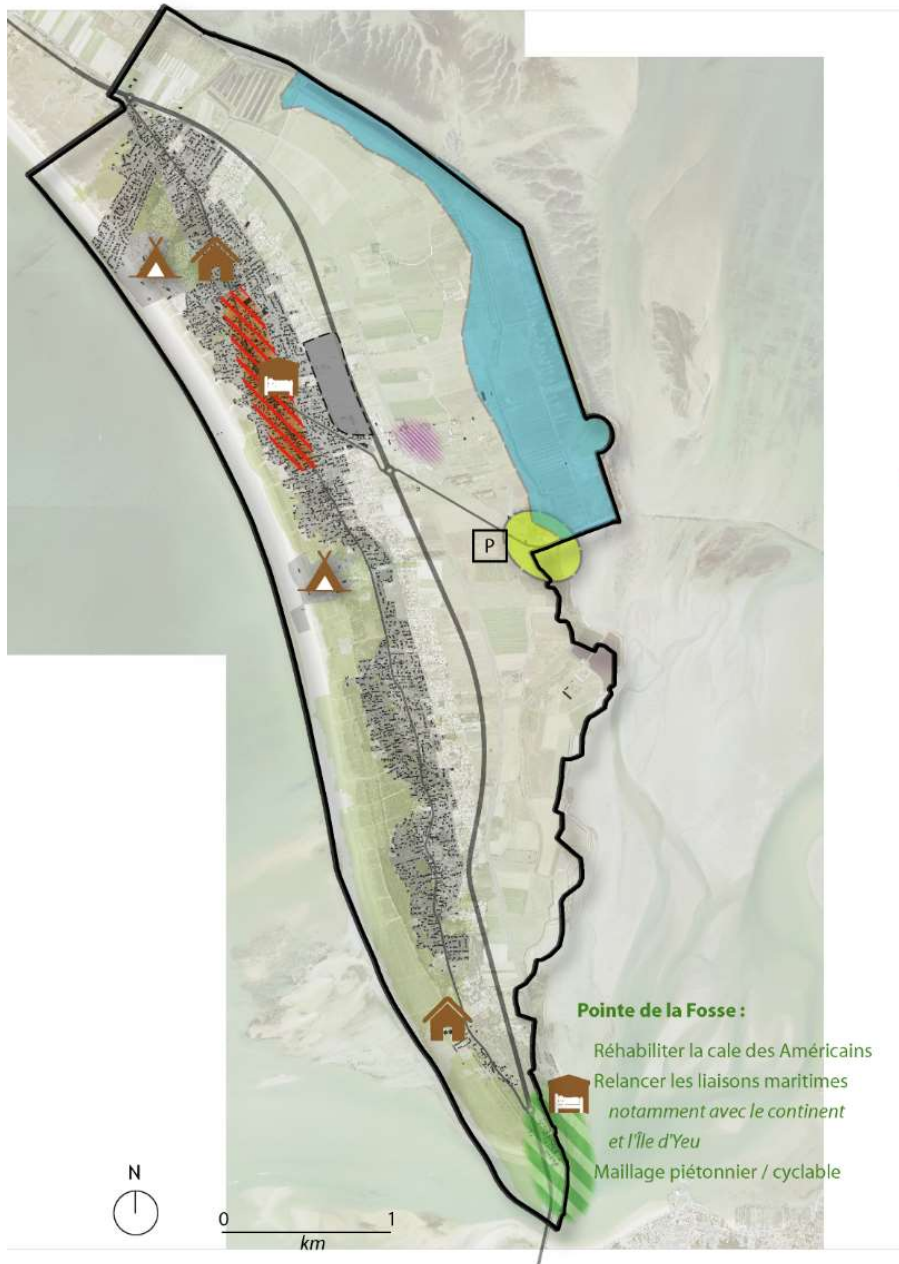 P
Pointe de la Fosse :
Réhabiliter la cale des Américains
Relancer les liaisons maritimes
notamment avec le continent
et l'Île d'Yeu
Maillage piétonnier / cyclable
N
0 1
km